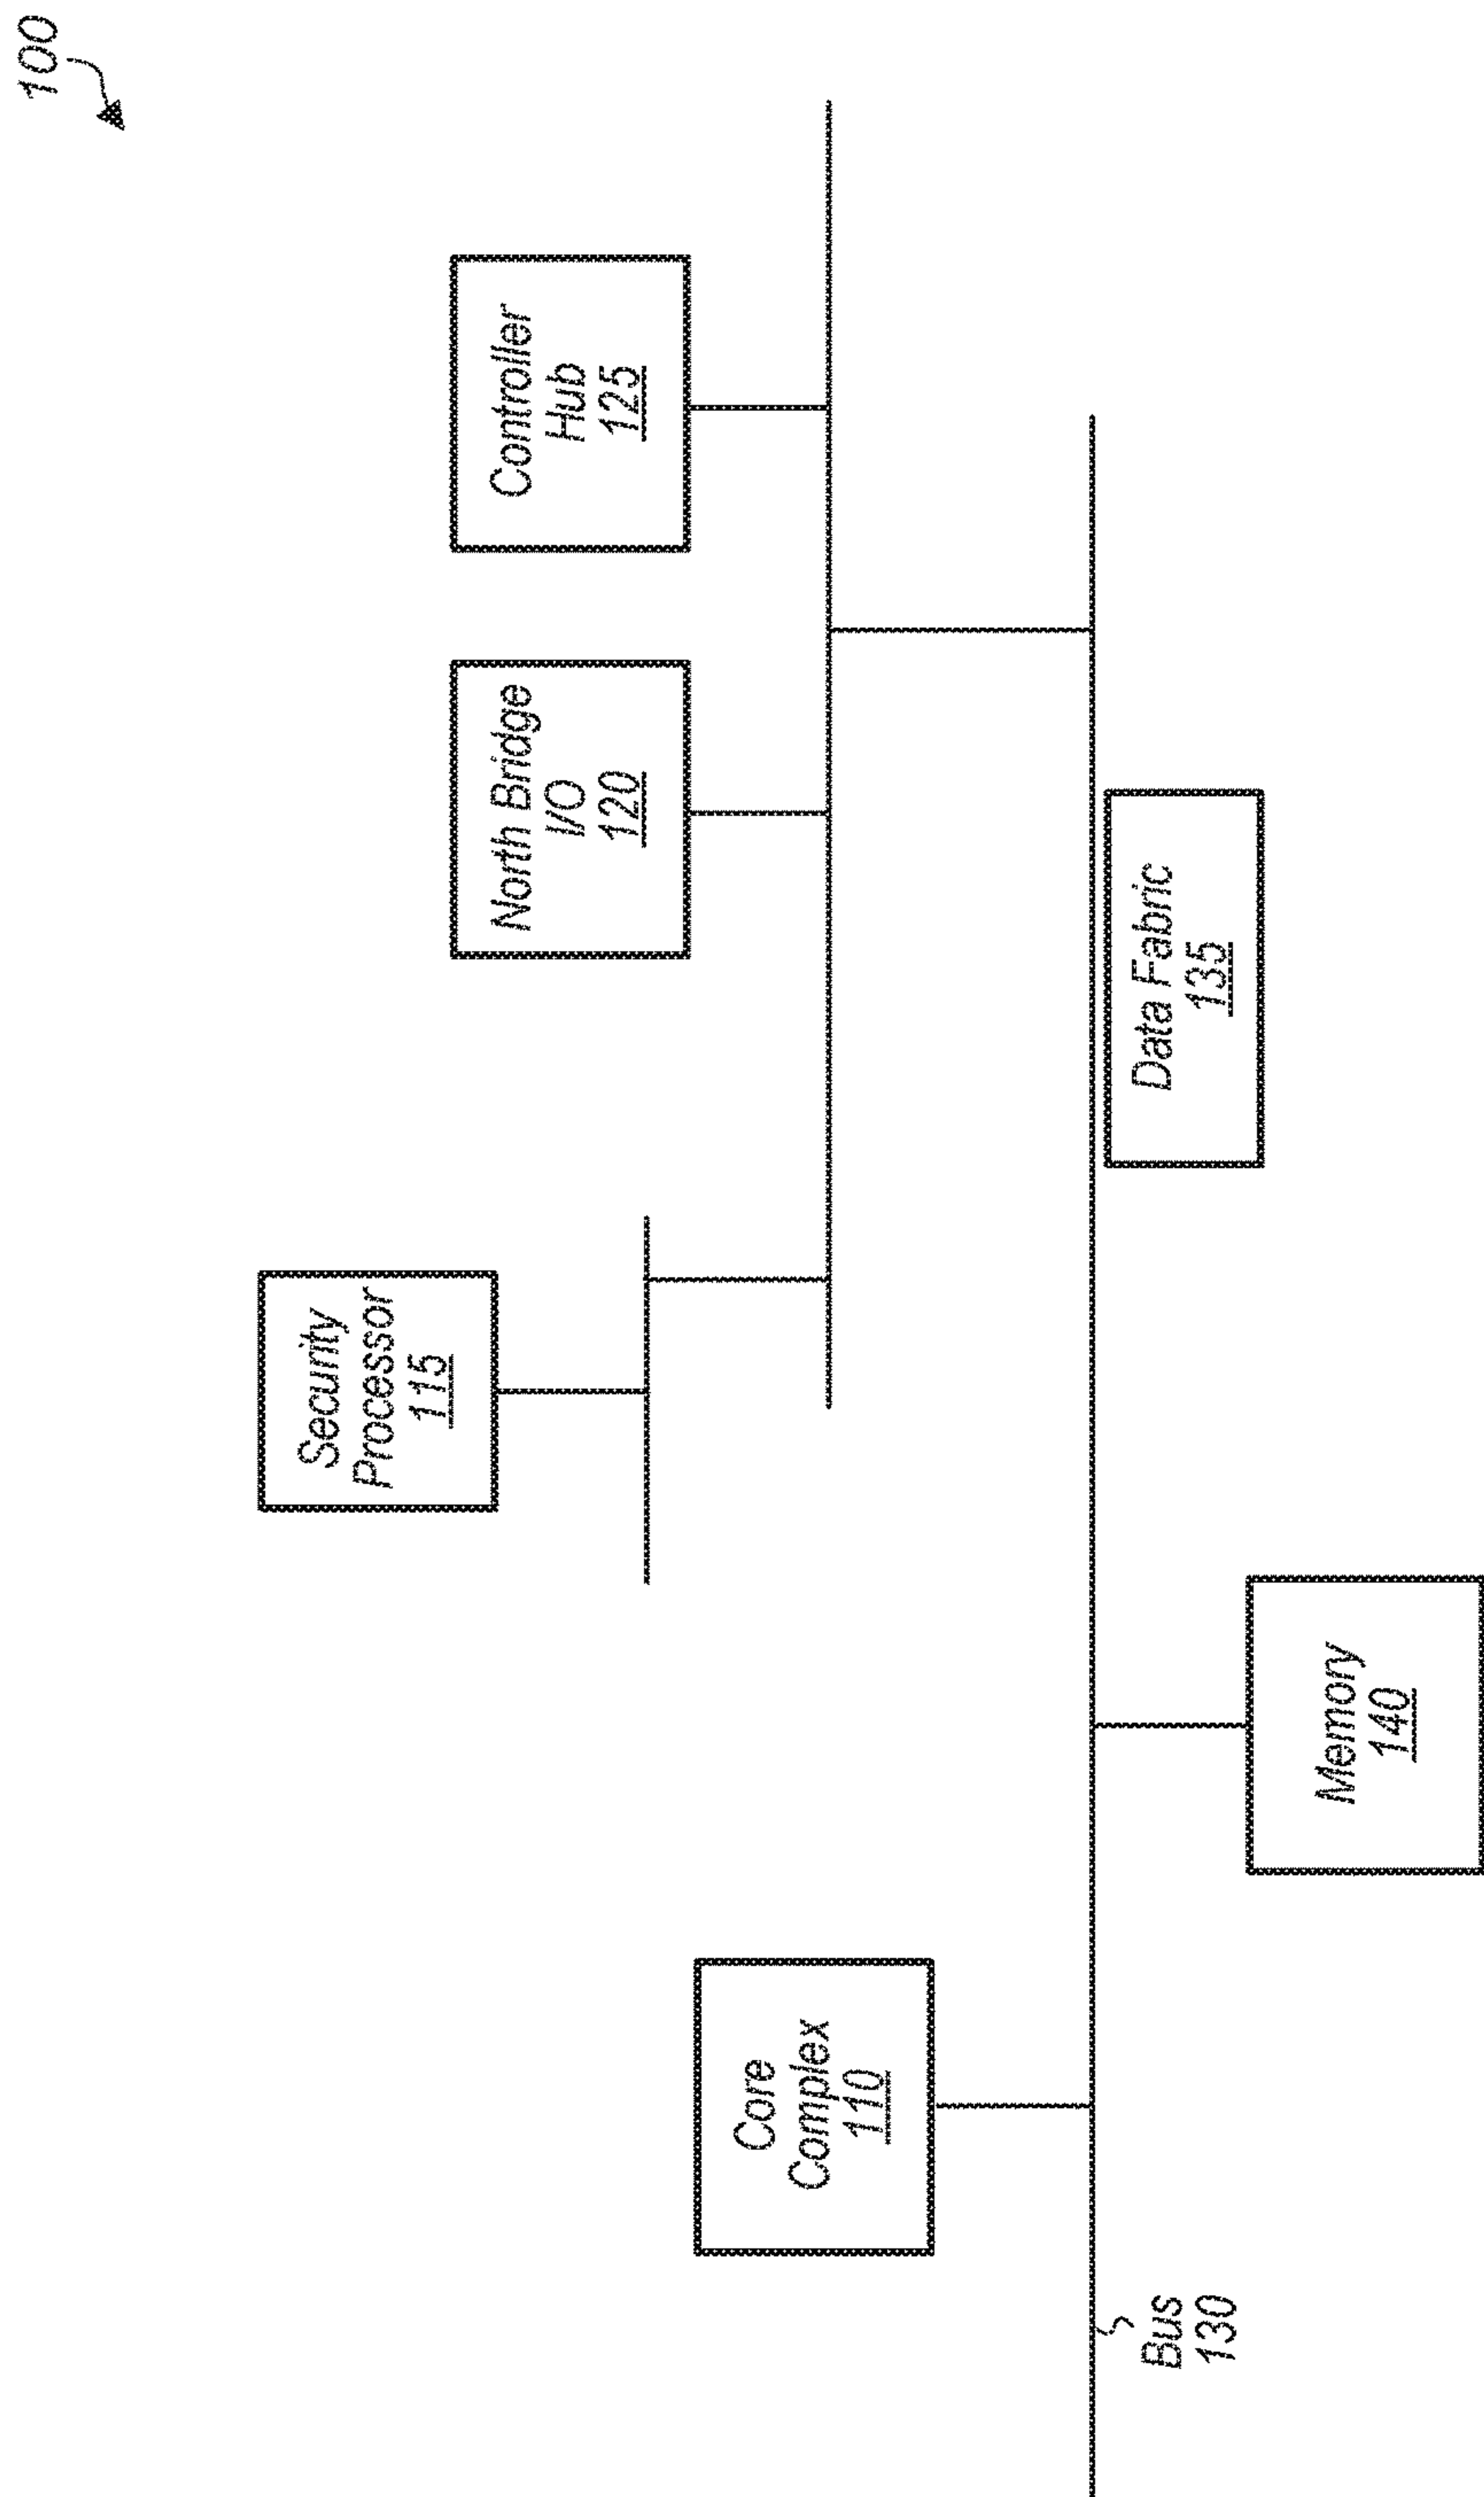 100
Security
Processor
115
North Bridge
I/O
120
Controller
Hub
125
Core
Complex
110
Bus
130
Memory
140
Data Fabric
135